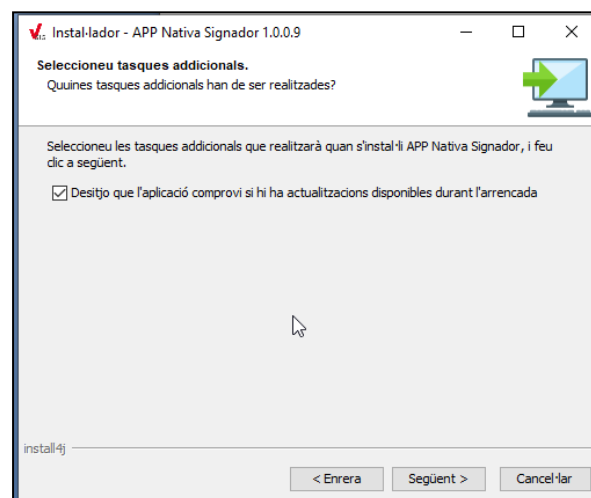 Instal·lador - APP Nativa Signador 1.0.0.9
Seleccioneu tasques addicionals.
Quuines tasques addicionals han de ser realitzades?
Seleccioneu les tasques addicionals que realitzarà quan s'instal·li APP Nativa Signador, i feu
clic a següent.
Desitjo que l'aplicació comprovi si hi ha actualitzacions disponibles durant l'arrencada
install4j
< Enrera
Següent >
Cancel·lar